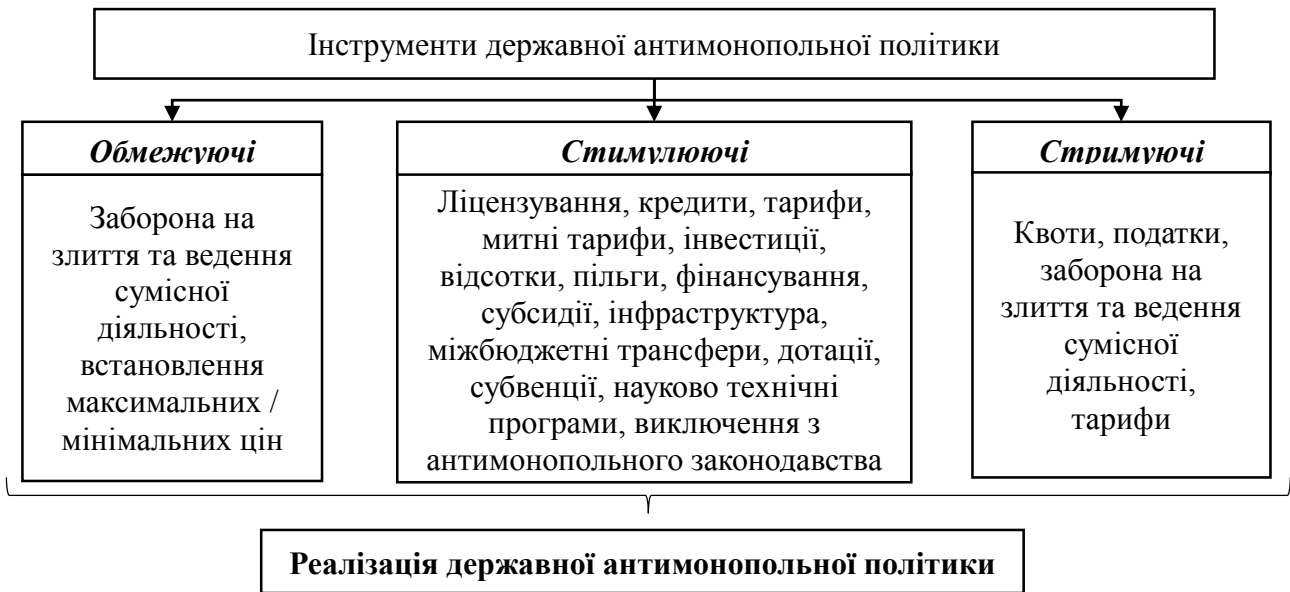 Інструменти державної антимонопольної політики
Обмежуючі
Заборона на
злиття та ведення
сумісної
діяльності,
встановлення
максимальних /
мінімальних цін
Стимулюючі
Ліцензування, кредити, тарифи,
митні тарифи, інвестиції,
відсотки, пільги, фінансування,
субсидії, інфраструктура,
міжбюджетні трансфери, дотації,
субвенції, науково технічні
програми, виключення з
антимонопольного законодавства
Стримуючі
Квоти, податки,
заборона на
злиття та ведення
сумісної
діяльності,
тарифи
Реалізація державної антимонопольної політики